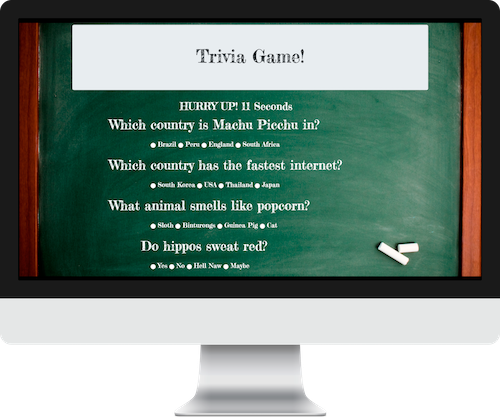 Trivia Game!
HURRY UP! 11 Seconds
Which country is Machu Picchu in?
Brazil Peru England South Africa
Which country has the fastest internet?
South Korea USA Thailand Japan
What animal smells like popcorn?
Sloth Binturongs Guinea Pig Cat
Do hippos sweat red?
Yes No Hell Naw Maybe